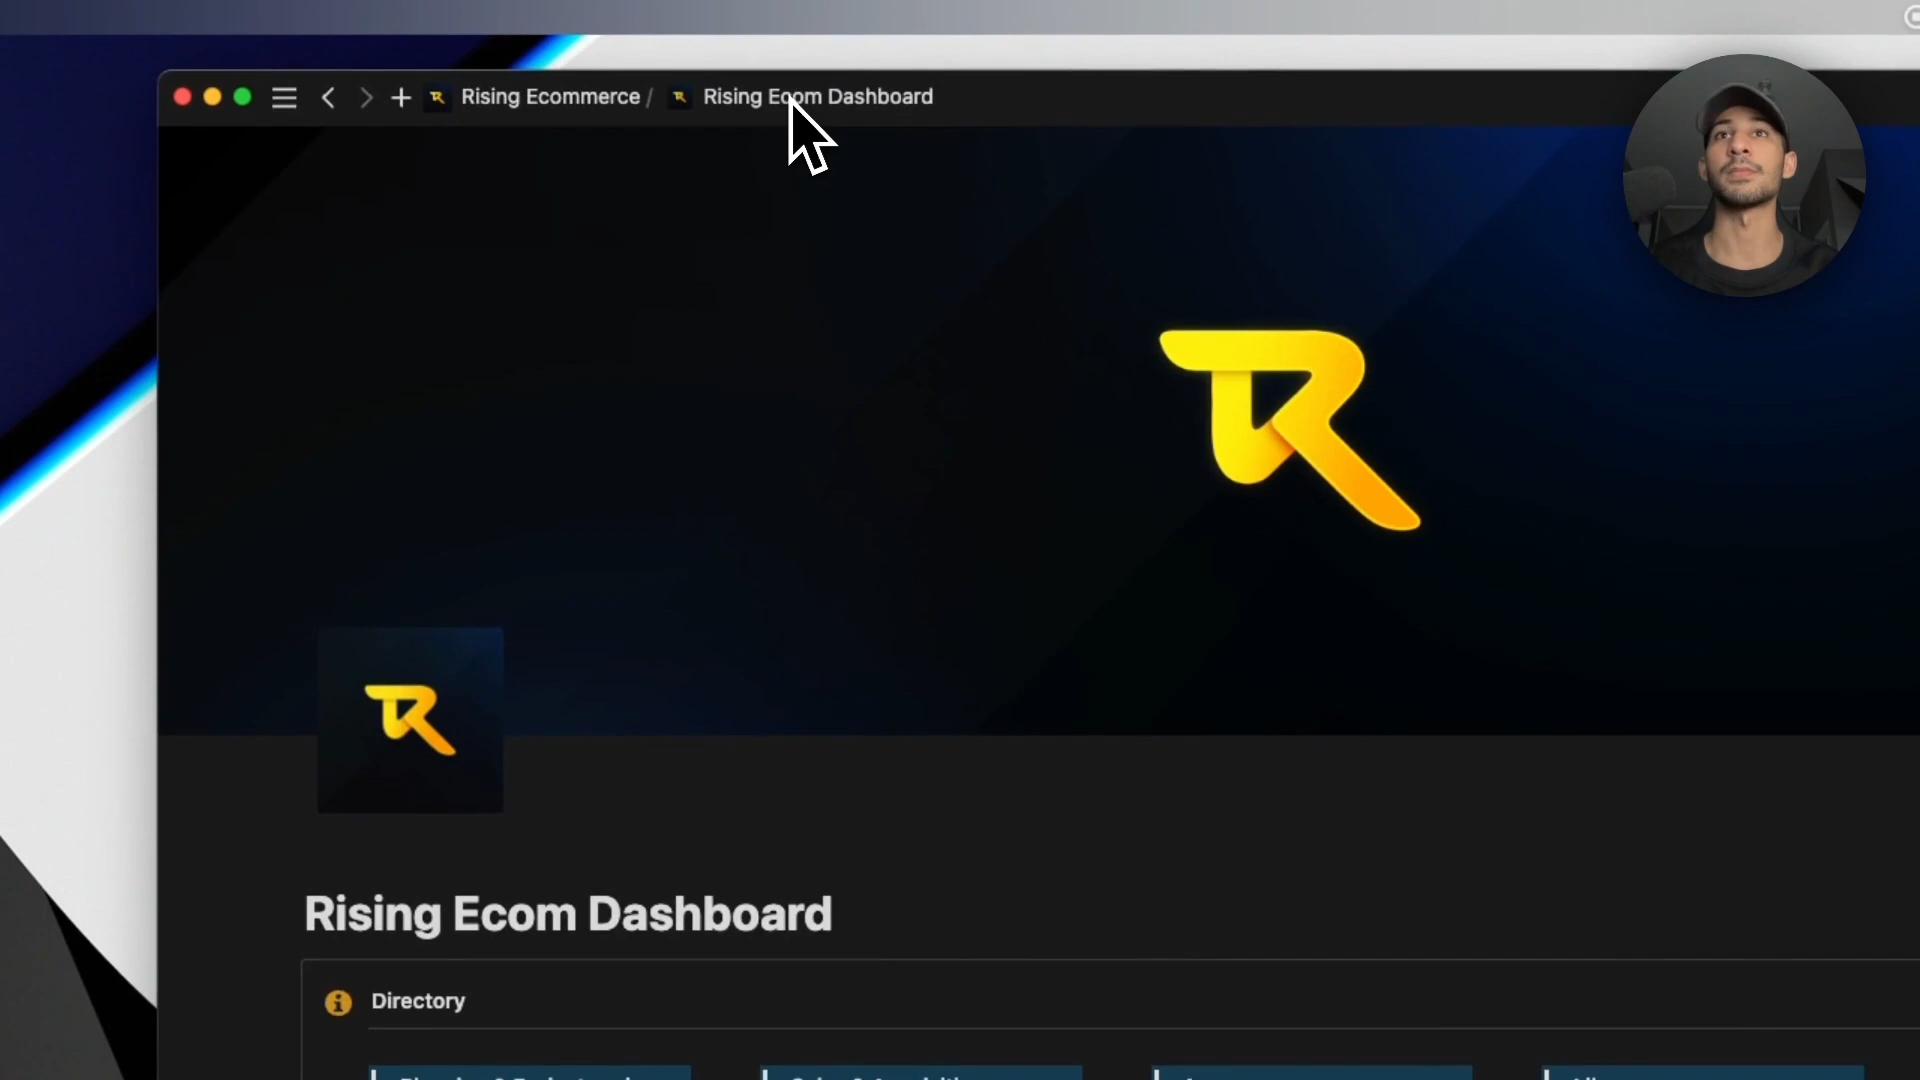 Rising Ecommerce / Rising Ecom Dashboard
Rising Ecom Dashboard
Directory